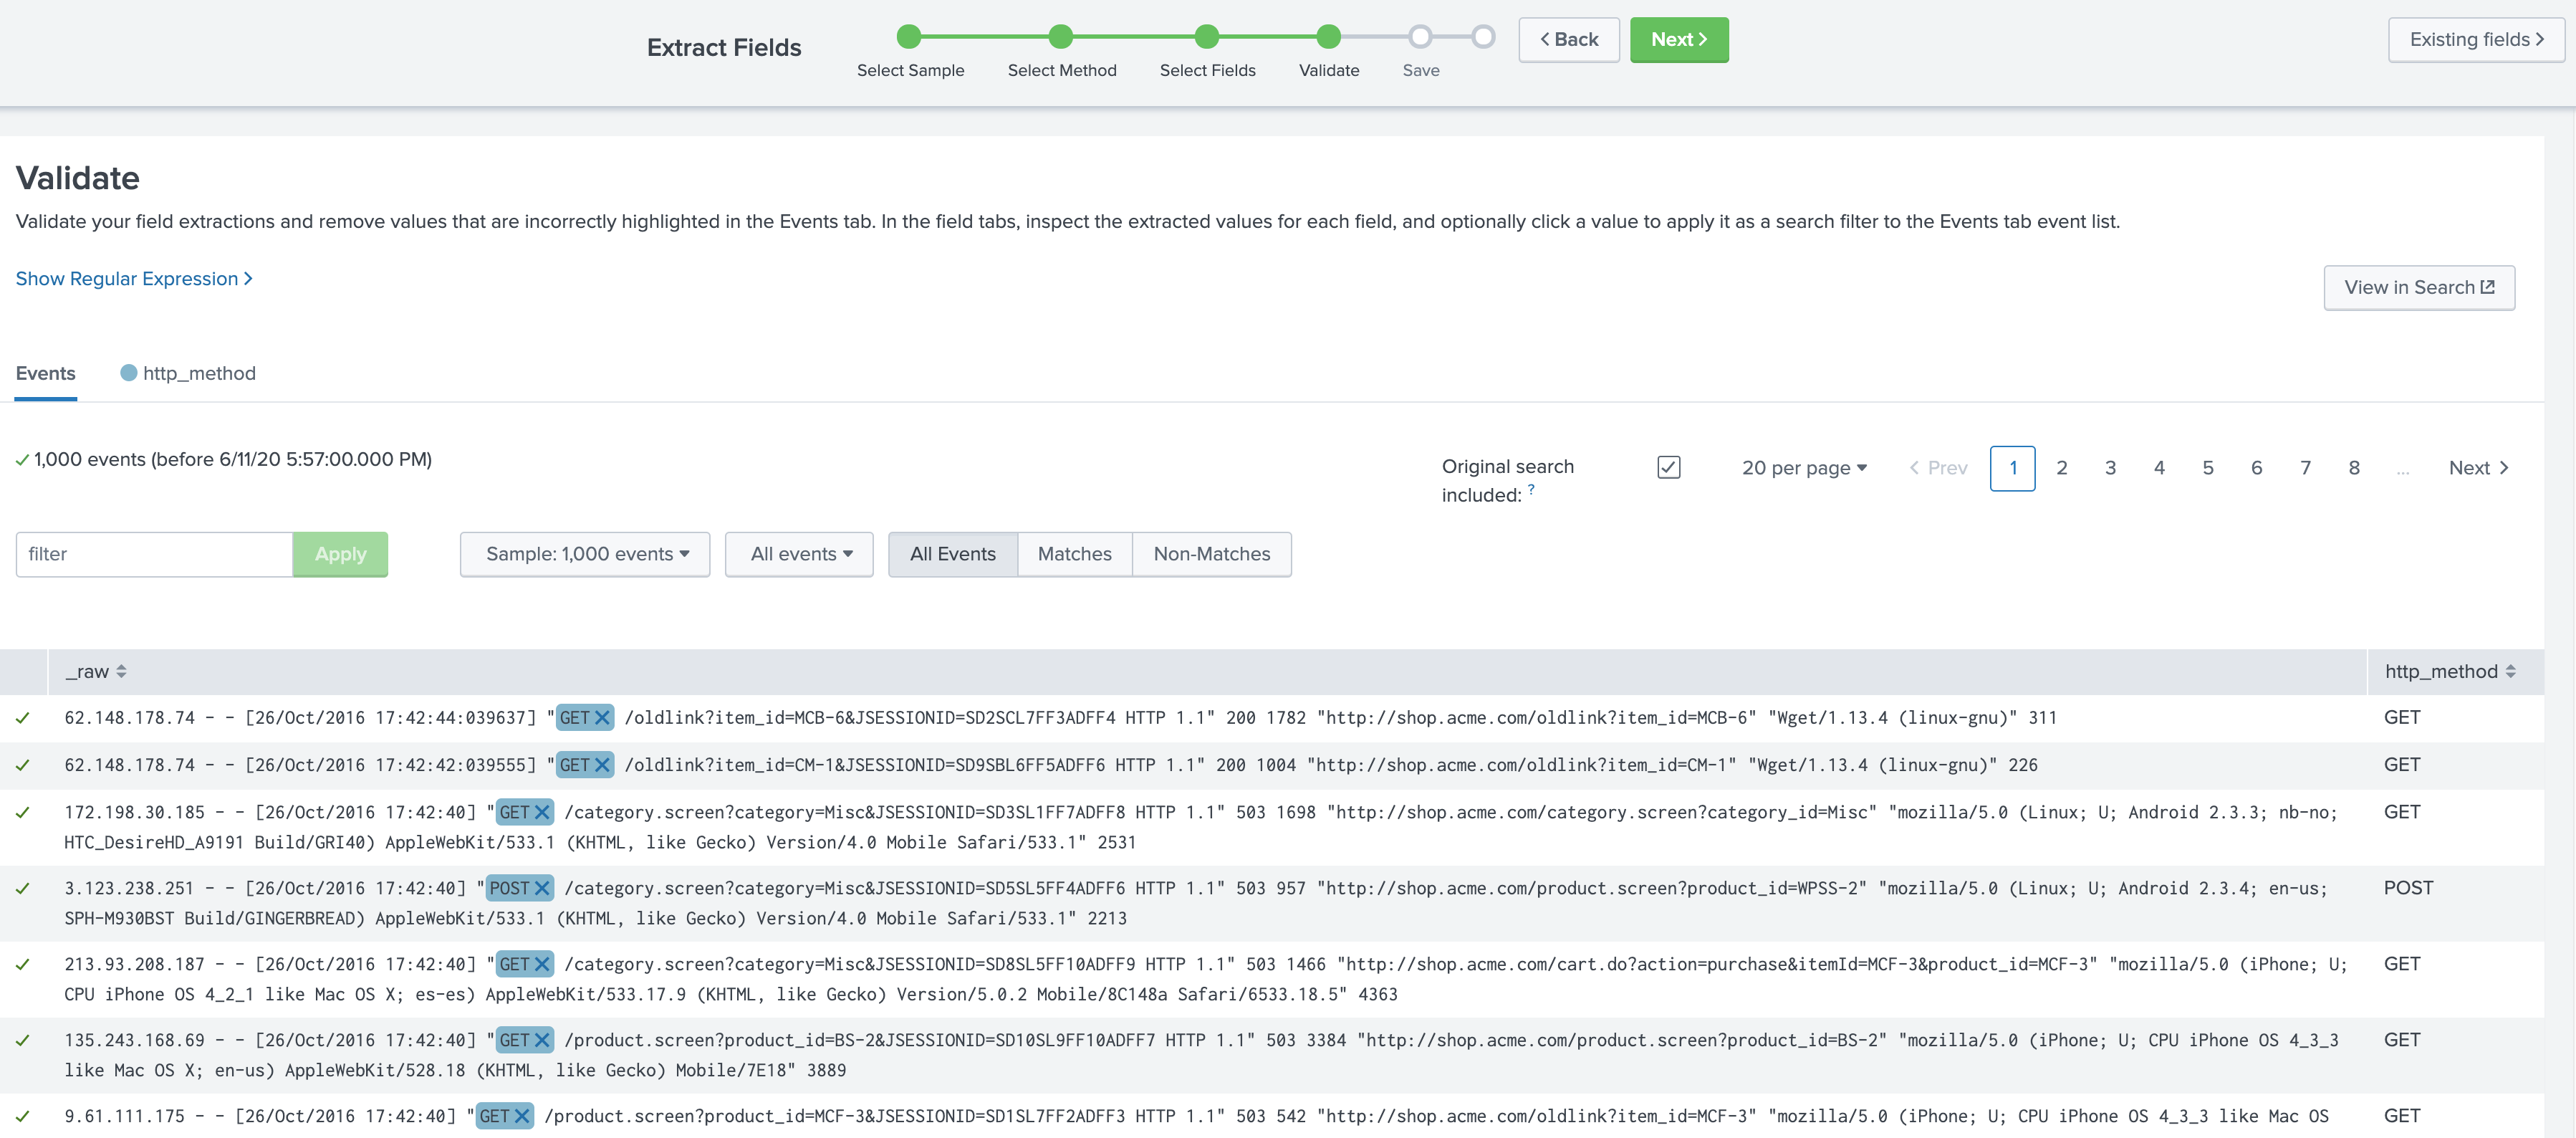 Extract Fields
Select Sample
Select Method
Select Fields
Validate
Save
Back
Next
Existing fields
Validate
Validate your field extractions and remove values that are incorrectly highlighted in the Events tab. In the field tabs, inspect the extracted values for each field, and optionally click a value to apply it as a search filter to the Events tab event list.
Show Regular Expression
View in Search
Events
http_method
1,000 events (before 6/11/20 5:57:00.000 PM)
Original search
included: ?
20 per page
Prev
1 2 3 4 5 6 7 8 ...
Next
filter
Apply
Sample: 1,000 events
All events
All Events
Matches
Non-Matches
_raw
http_method
62.148.178.74 - - [26/Oct/2016 17:42:44:039637] "GET /oldlink?item_id=MCB-6&JSESSIONID=SD2SCL7FF3ADFF4 HTTP 1.1" 200 1782 "http://shop.acme.com/oldlink?item_id=MCB-6" "Wget/1.13.4 (linux-gnu)" 311 GET
62.148.178.74 - - [26/Oct/2016 17:42:42:039555] "GET /oldlink?item_id=CM-1&JSESSIONID=SD9SBL6FF5ADFF6 HTTP 1.1" 200 1004 "http://shop.acme.com/oldlink?item_id=CM-1" "Wget/1.13.4 (linux-gnu)" 226 GET
172.198.30.185 - - [26/Oct/2016 17:42:40] "GET /category.screen?category=Misc&JSESSIONID=SD3SL1FF7ADFF8 HTTP 1.1" 503 1698 "http://shop.acme.com/category.screen?category_id=Misc" "mozilla/5.0 (Linux; U; Android 2.3.3; nb-no; GET
HTC_DesireHD_A9191 Build/GRI40) AppleWebKit/533.1 (KHTML, like Gecko) Version/4.0 Mobile Safari/533.1" 2531
3.123.238.251 - - [26/Oct/2016 17:42:40] "POST /category.screen?category=Misc&JSESSIONID=SD5SL5FF4ADFF6 HTTP 1.1" 503 957 "http://shop.acme.com/product.screen?product_id=WPSS-2" "mozilla/5.0 (Linux; U; Android 2.3.4; en-us; POST
SPH-M930BST Build/GINGERBREAD) AppleWebKit/533.1 (KHTML, like Gecko) Version/4.0 Mobile Safari/533.1" 2213
213.93.208.187 - - [26/Oct/2016 17:42:40] "GET /category.screen?category=Misc&JSESSIONID=SD8SL5FF10ADFF9 HTTP 1.1" 503 1466 "http://shop.acme.com/cart.do?action=purchase&itemId=MCF-3&product_id=MCF-3" "mozilla/5.0 (iPhone; U; GET
CPU iPhone OS 4_2_1 like Mac OS X; es-es) AppleWebKit/533.17.9 (KHTML, like Gecko) Version/5.0.2 Mobile/8C148a Safari/6533.18.5" 4363
135.243.168.69 - - [26/Oct/2016 17:42:40] "GET /product.screen?product_id=BS-2&JSESSIONID=SD10SL9FF10ADFF7 HTTP 1.1" 503 3384 "http://shop.acme.com/product.screen?product_id=BS-2" "mozilla/5.0 (iPhone; U; CPU iPhone OS 4_3_3 GET
like Mac OS X; en-us) AppleWebKit/528.18 (KHTML, like Gecko) Mobile/7E18" 3889
9.61.111.175 - - [26/Oct/2016 17:42:40] "GET /product.screen?product_id=MCF-3&JSESSIONID=SD1SL7FF2ADFF3 HTTP 1.1" 503 542 "http://shop.acme.com/oldlink?item_id=MCF-3" "mozilla/5.0 (iPhone; U; CPU iPhone OS 4_3_3 like Mac OS GET